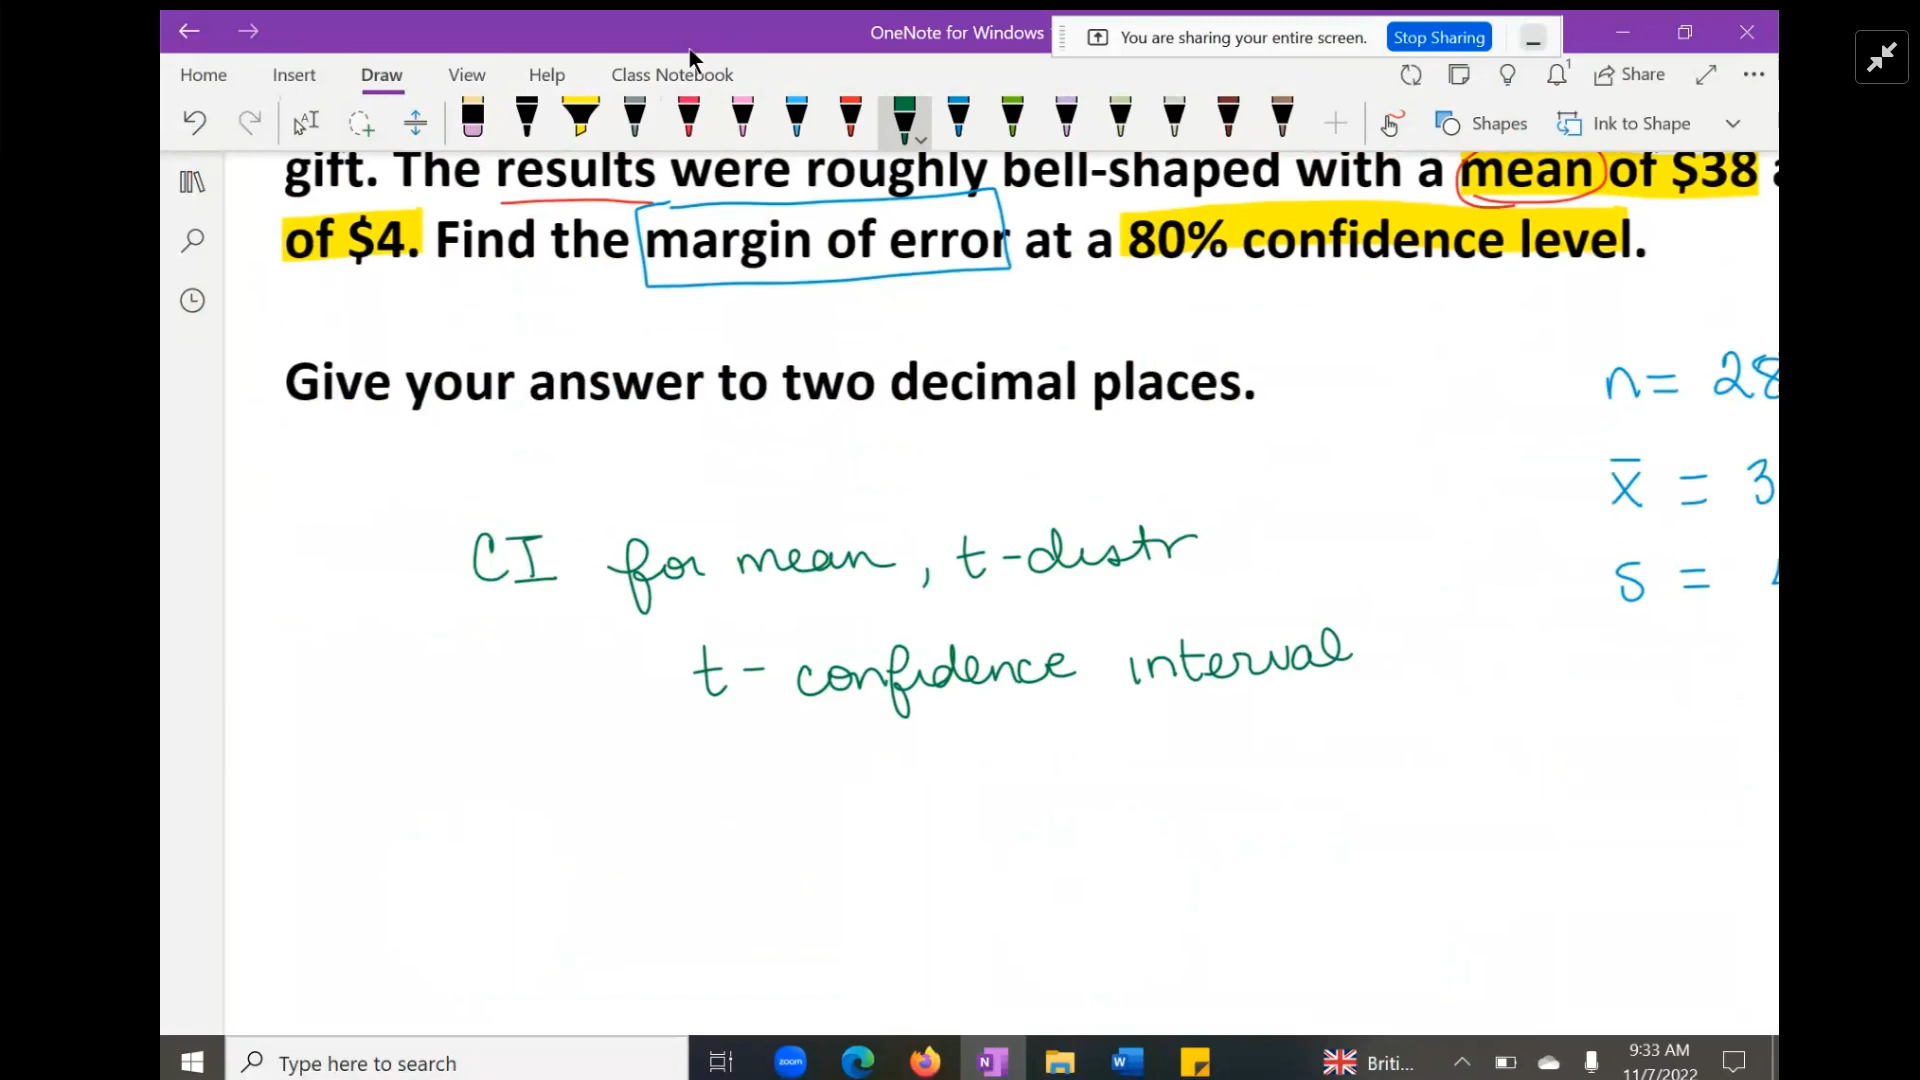 OneNote for Windows
You are sharing your entire screen. Stop Sharing
Home Insert Draw View Help Class Notebook
1 Share
Shapes Ink to Shape
gift. The results were roughly bell-shaped with a mean of $38
of $4. Find the margin of error at a 80% confidence level.
Give your answer to two decimal places.
n = 28
x̄ = 3
s =
CI for mean, t-distr
t- confidence interval
Type here to search
zoom
N
W
Briti...
9:33 AM
11/7/2022